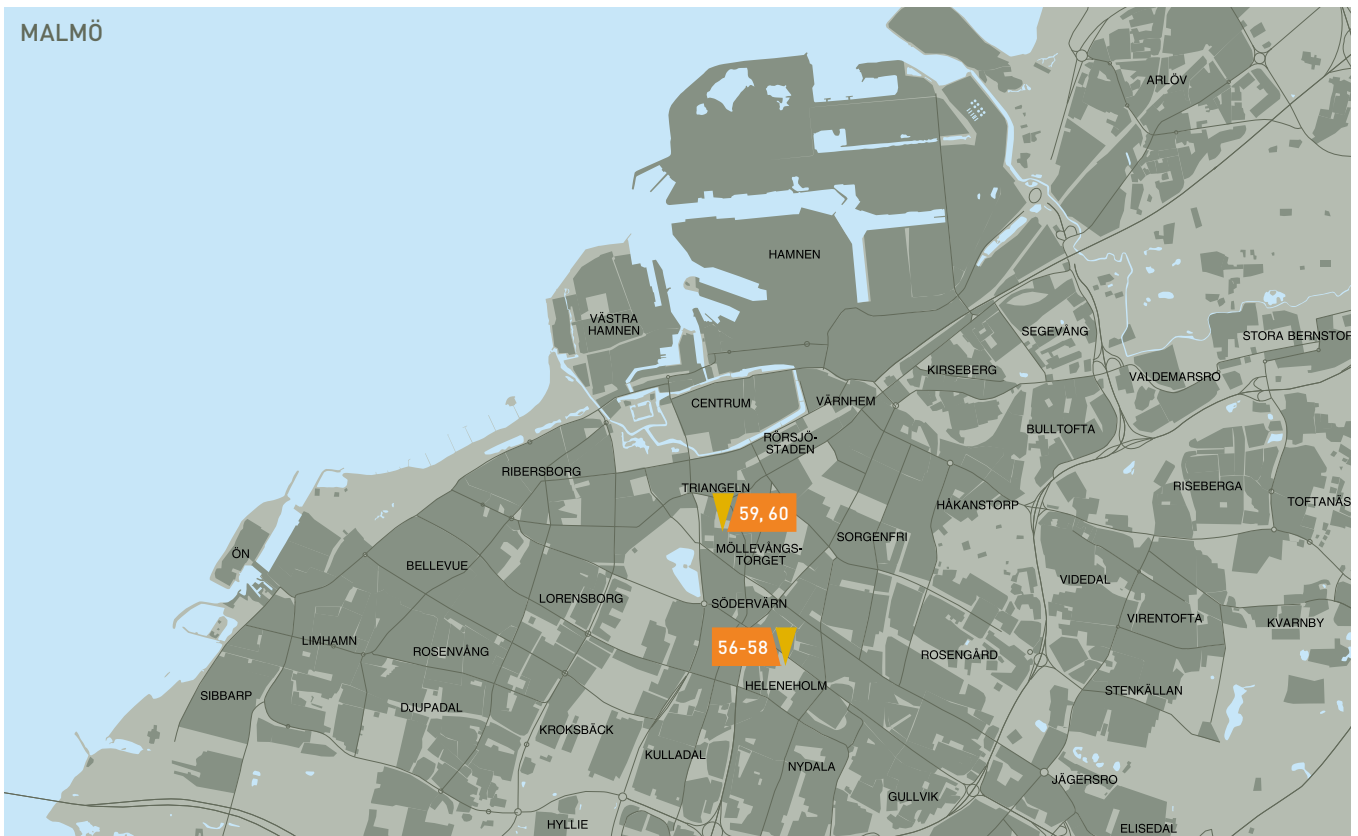 MALMÖ
ARLÖV
HAMNEN
VÄSTRA
HAMNEN
SEGEVÅNG
STORA BERNSTOR
KIRSEBERG
VALDEMARSRO
CENTRUM
VÄRNHEM
BULLTOFTA
RÖRSJÖ-
STADEN
RIBERSBORG
TRIANGELN
RISEBERGA
HÅKANSTORP
TOFTANÄS
59, 60
SORGENFRI
MÖLLEVÅNGS-
TORGET
ÖN
BELLEVUE
VIDEDAL
LORENSBORG
SÖDERVÄRN
VIRENTOFTA
KVARNBY
LIMHAMN
ROSENVÅNG
56-58
ROSENGÅRD
HELENEHOLM
STENKÄLLAN
SIBBARP
DJUPADAL
KROKSBÄCK
KULLADAL
NYDALA
JÄGERSRO
GULLVIK
HYLLIE
ELISEDAL